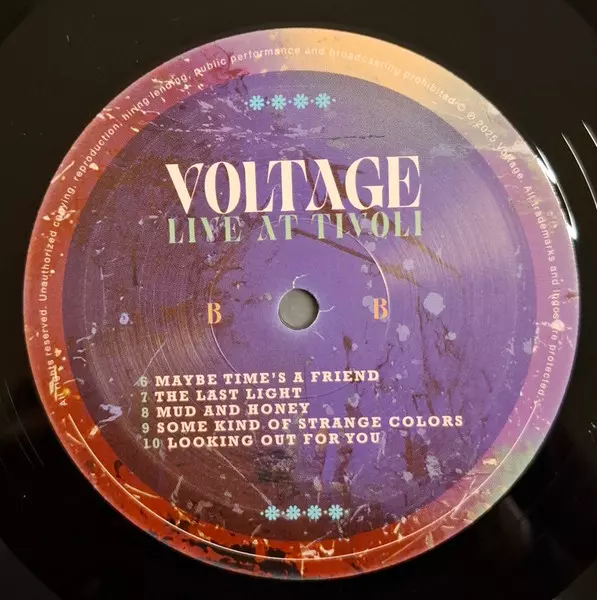 All rights reserved. Unauthorized copying, reproduction, hiring, lending, public performance and broadcasting prohibited. © ℗ 2025 Voltage. All trademarks and logos are protected.
VOLTAGE
LIVE AT TIVOLI
B B
6 MAYBE TIME'S A FRIEND
7 THE LAST LIGHT
8 MUD AND HONEY
9 SOME KIND OF STRANGE COLORS
10 LOOKING OUT FOR YOU